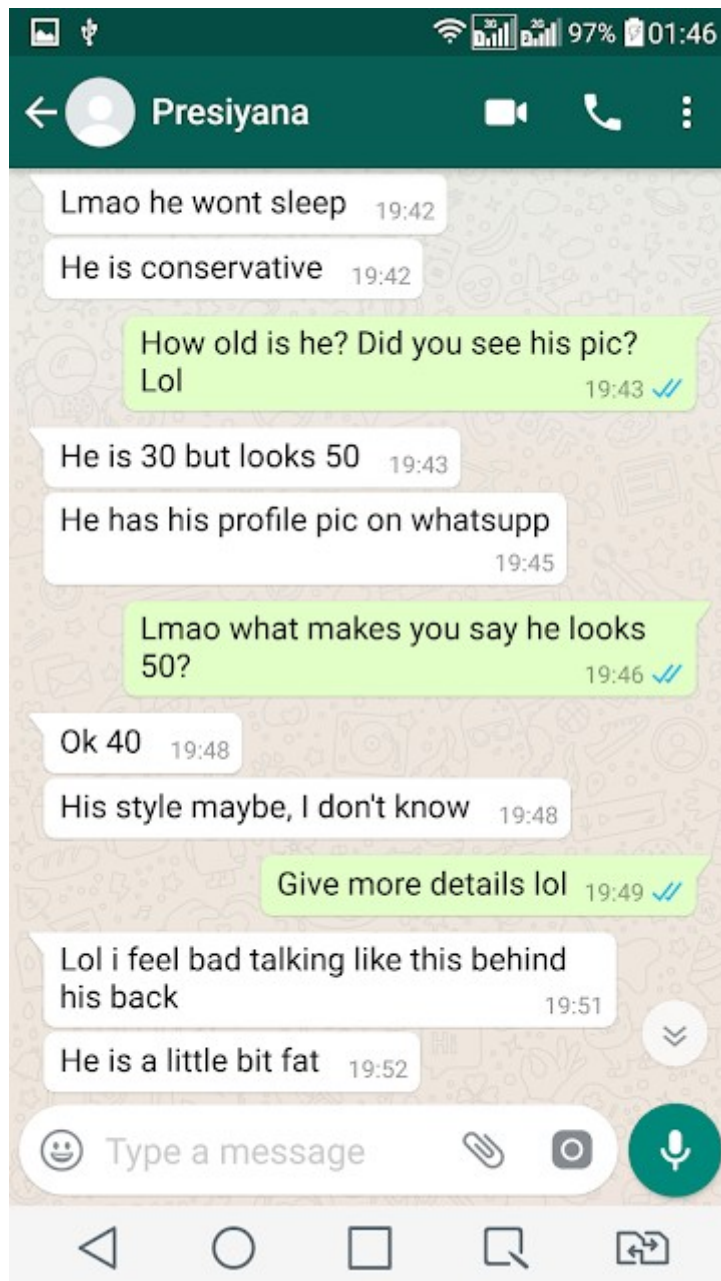 97% 01:46
Presiyana
Lmao he wont sleep 19:42
He is conservative 19:42
How old is he? Did you see his pic?
Lol 19:43
He is 30 but looks 50 19:43
He has his profile pic on whatsupp
19:45
Lmao what makes you say he looks
50? 19:46
Ok 40 19:48
His style maybe, I don't know 19:48
Give more details lol 19:49
Lol i feel bad talking like this behind
his back 19:51
He is a little bit fat 19:52
Type a message